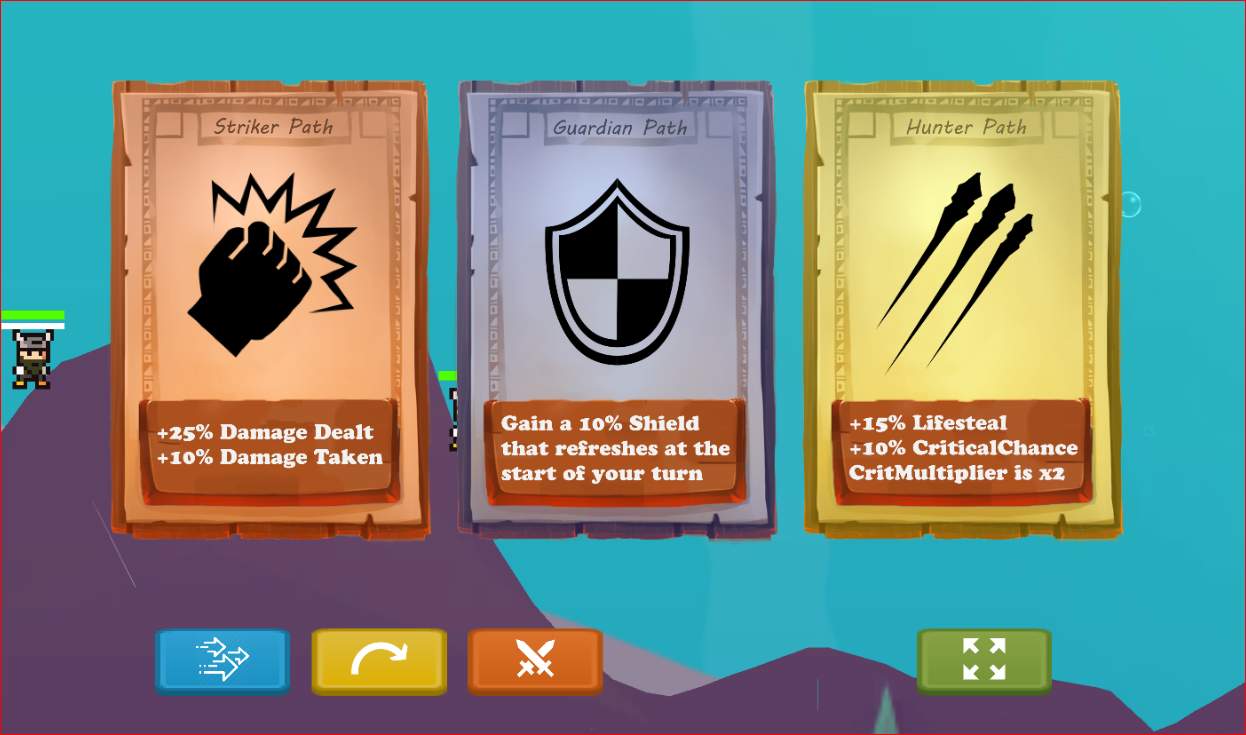 Striker Path
+25% Damage Dealt
+10% Damage Taken
Guardian Path
Gain a 10% Shield
that refreshes at the
start of your turn
Hunter Path
+15% Lifesteal
+10% CriticalChance
CritMultiplier is x2